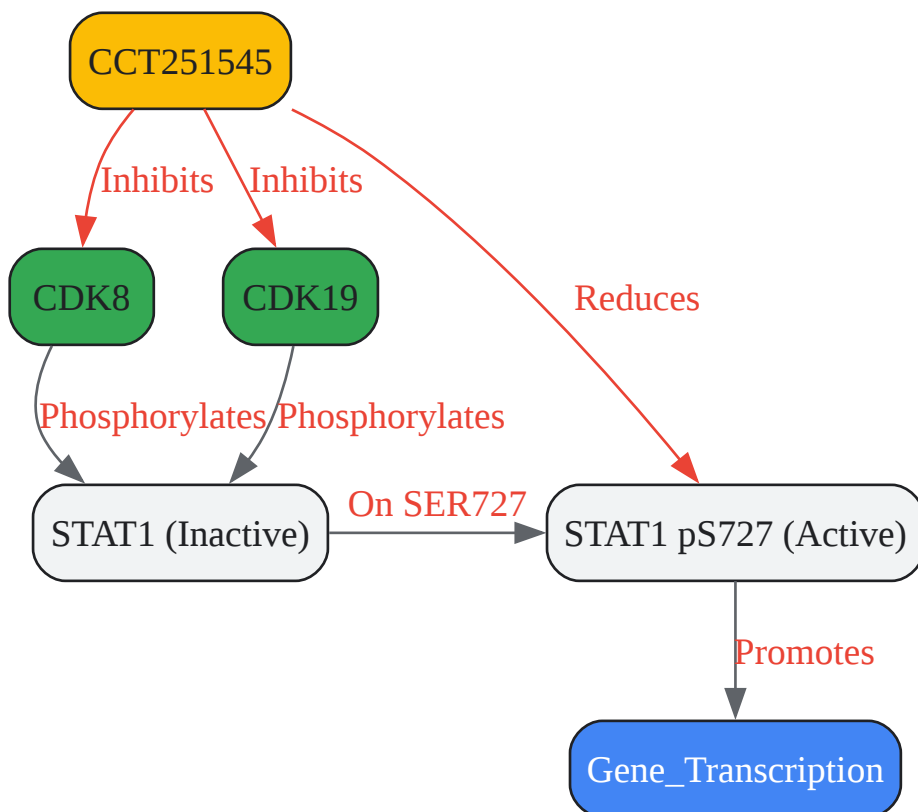 CCT251545
Inhibits
Inhibits
CDK8
CDK19
Reduces
Phosphorylates
Phosphorylates
On SER727
STAT1 (Inactive)
STAT1 pS727 (Active)
Promotes
Gene_Transcription